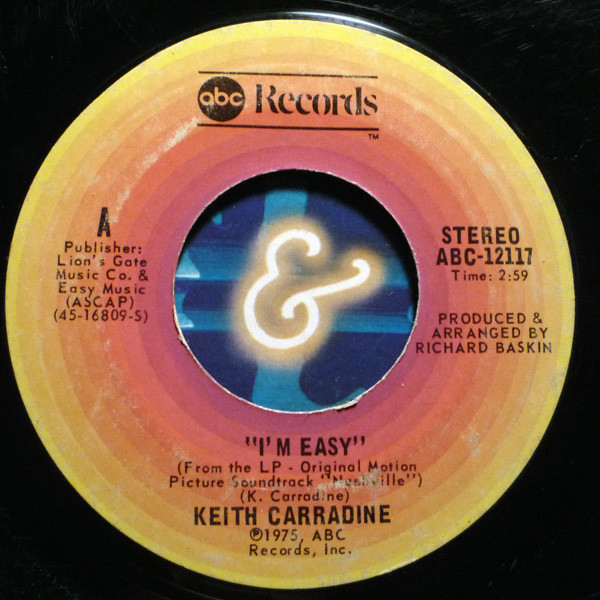 abc Records
™
A
Publisher:
Lion's Gate
Music Co. &
Easy Music
(ASCAP)
(45-16809-S)
&
STEREO
ABC-12117
Time: 2:59
PRODUCED &
ARRANGED BY
RICHARD BASKIN
"I'M EASY"
(From the LP - Original Motion
Picture Soundtrack "Nashville")
(K. Carradine)
KEITH CARRADINE
℗1975, ABC
Records, Inc.